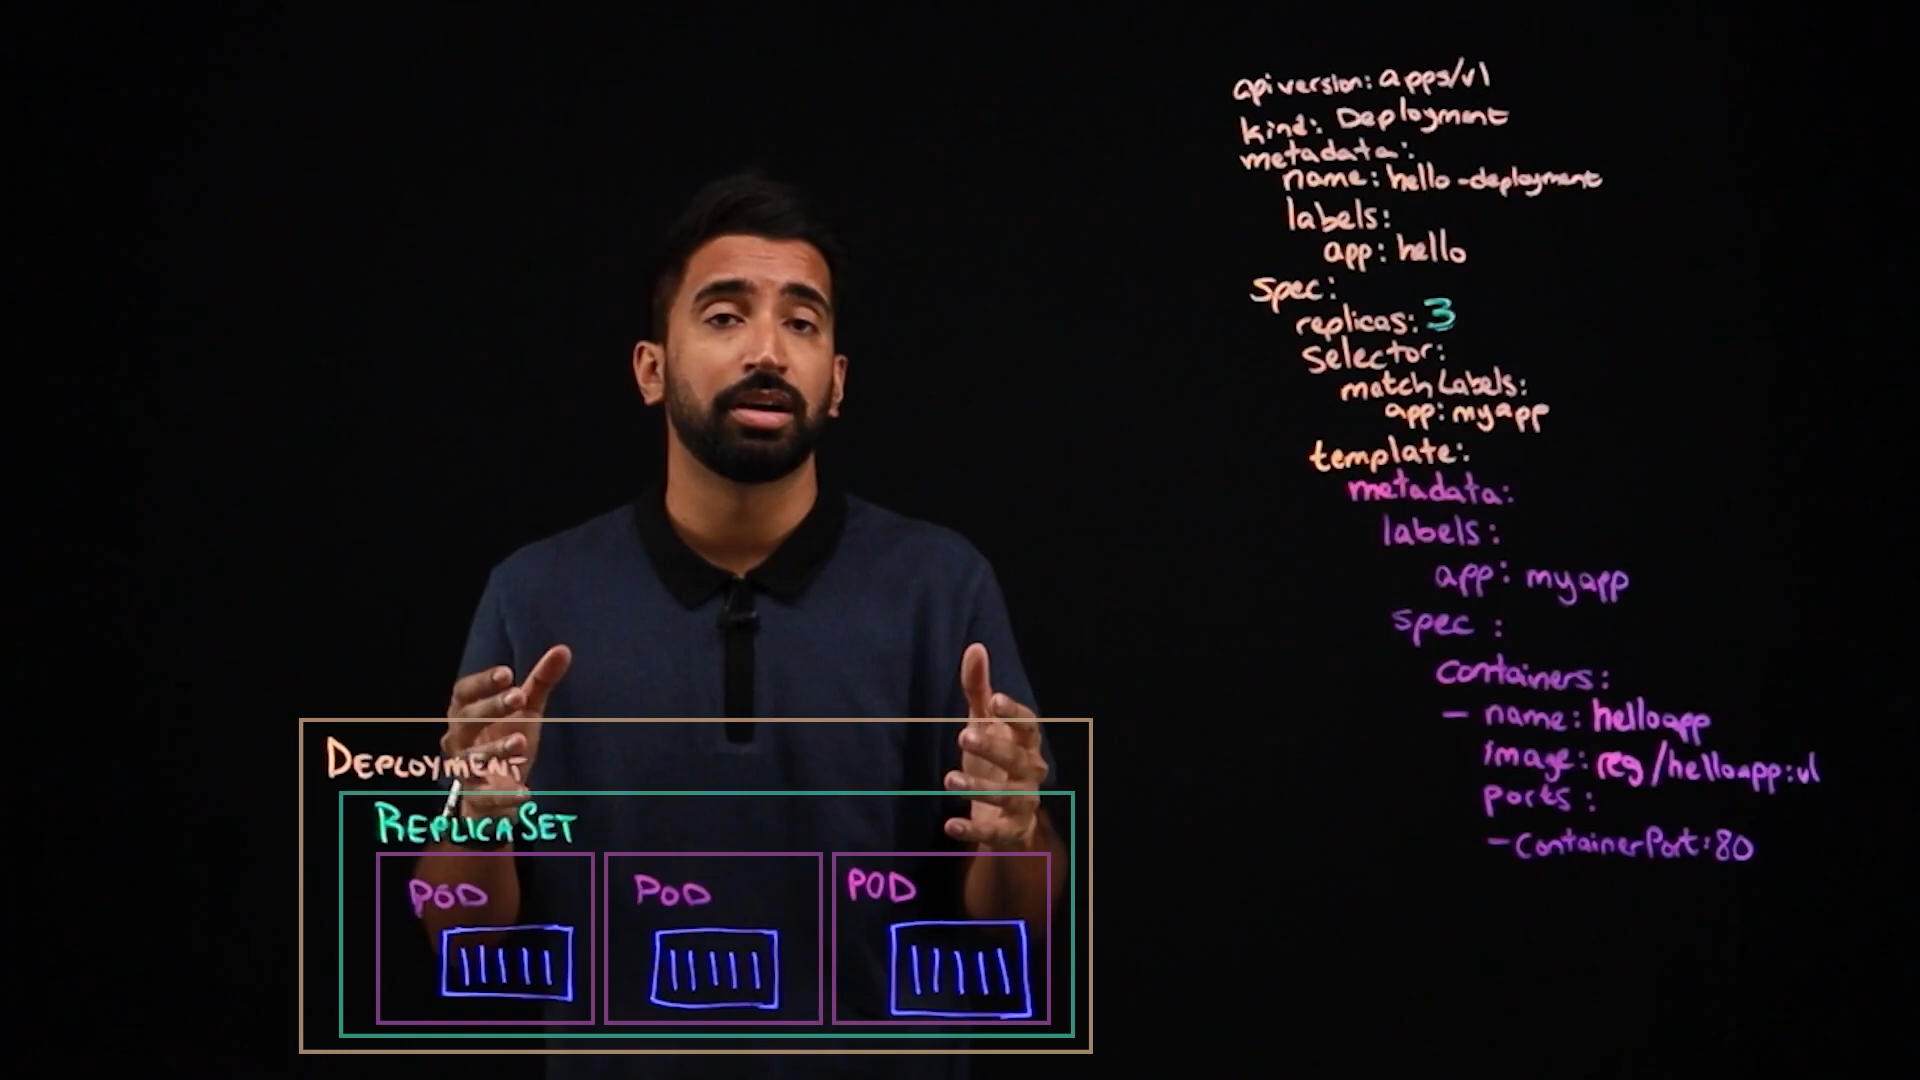 apiversion: apps/v1
kind: Deployment
metadata:
name: hello-deployment
labels:
app: hello
spec:
replicas: 3
Selector:
matchLabels:
app: myapp
template:
metadata:
labels:
app: myapp
spec:
containers:
- name: helloapp
image: reg/helloapp:v1
ports:
- ContainerPort: 80
DEPLOYMENT
REPLICASET
POD
POD
POD